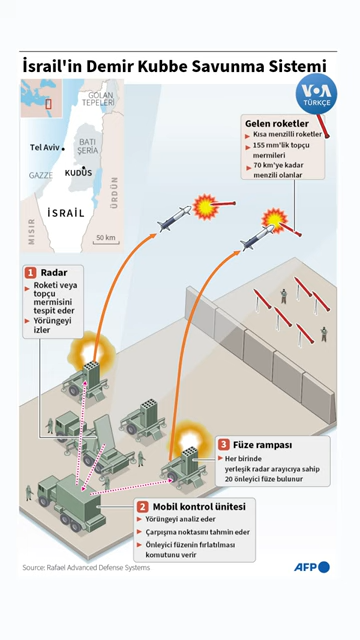 İsrail'in Demir Kubbe Savunma Sistemi
VOA
TÜRKÇE
GOLAN
TEPELERİ
Tel Aviv
BATI
ŞERİA
GAZZE
KUDÜS
İSRAİL
ÜRDÜN
MISIR
50 km
Gelen roketler
Kısa menzilli roketler
155 mm'lik topçu
mermileri
70 km'ye kadar
menzili olanlar
1 Radar
Roketi veya
topçu
mermisini
tespit eder
Yörüngeyi
izler
3 Füze rampası
Her birinde
yerleşik radar arayıcıya sahip
20 önleyici füze bulunur
2 Mobil kontrol ünitesi
Yörüngeyi analiz eder
Çarpışma noktasını tahmin eder
Önleyici füzenin fırlatılması
komutunu verir
Source: Rafael Advanced Defense Systems
AFP